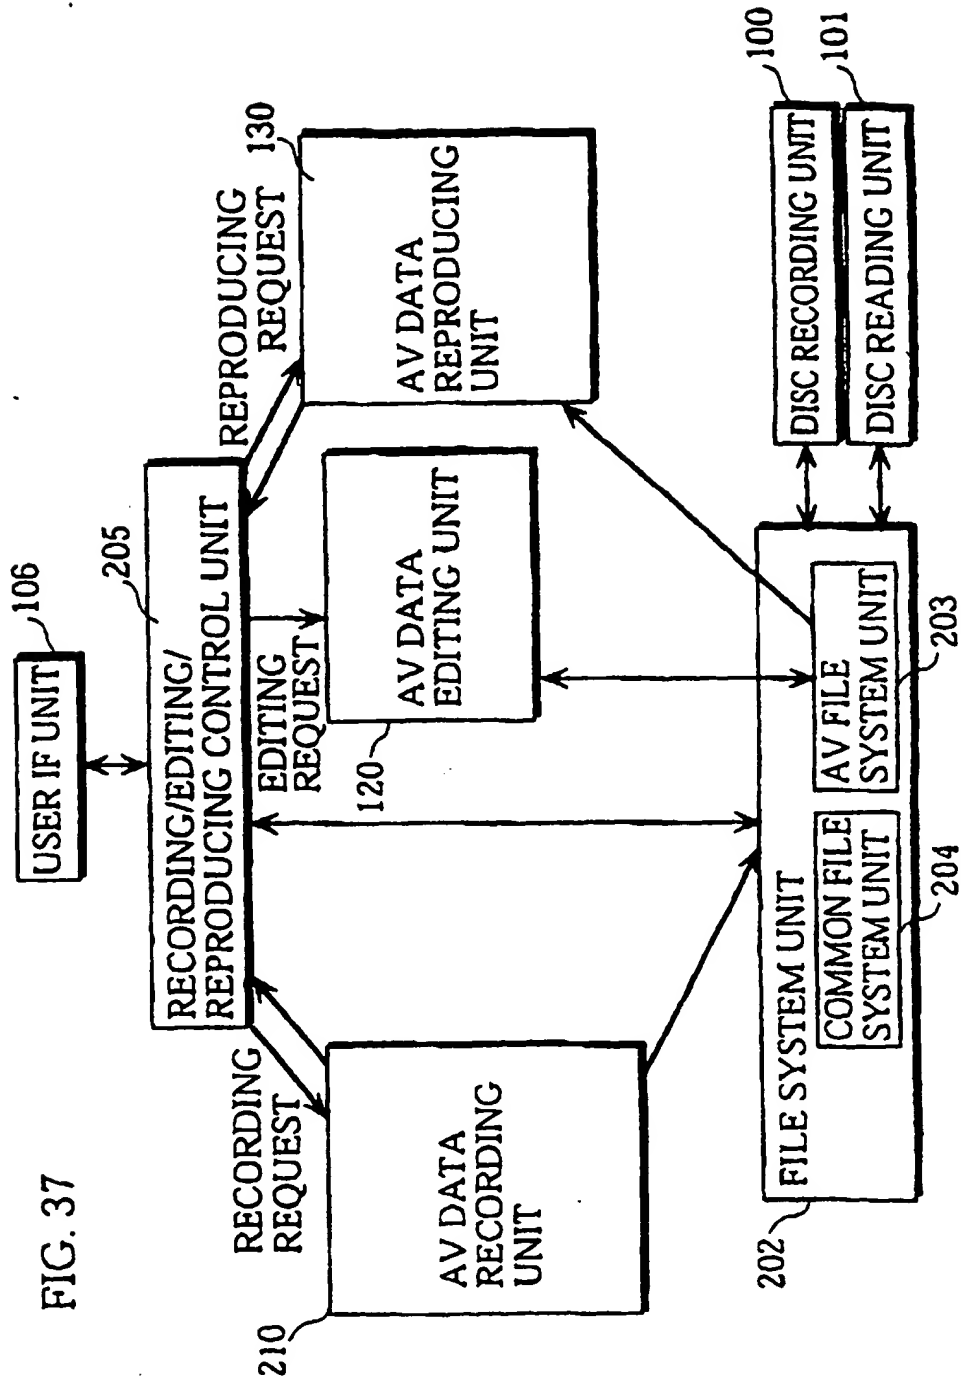 FIG. 37
USER IF UNIT
106
205
RECORDING/EDITING/
REPRODUCING CONTROL UNIT
RECORDING
REQUEST
EDITING
REQUEST
REPRODUCING
REQUEST
210
AV DATA
RECORDING
UNIT
120
AV DATA
EDITING UNIT
130
AV DATA
REPRODUCING
UNIT
202
FILE SYSTEM UNIT
COMMON FILE
SYSTEM UNIT
204
AV FILE
SYSTEM UNIT
203
DISC RECORDING UNIT
100
DISC READING UNIT
101